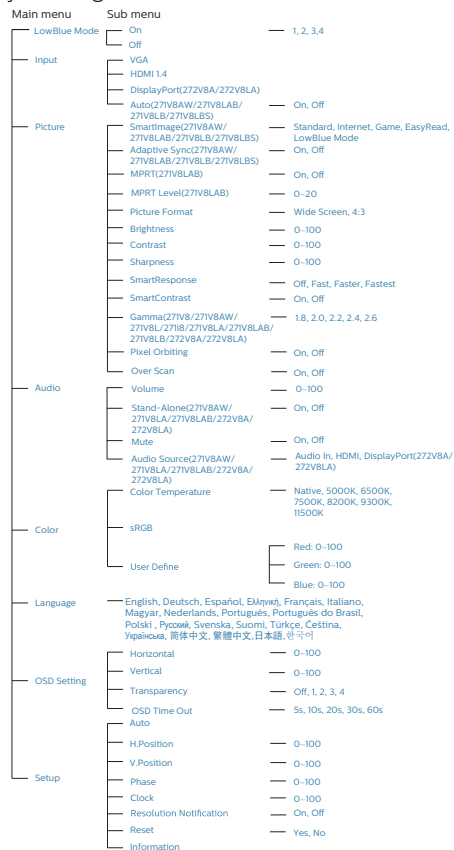 Main menu Sub menu
LowBlue Mode On 1, 2, 3,4
Off
Input VGA
HDMI 1.4
DisplayPort(272V8A/272V8LA)
Auto(271V8AW/271V8LAB/ On, Off
271V8LB/271V8LBS)
Picture SmartImage(271V8AW/ Standard, Internet, Game, EasyRead,
271V8LAB/271V8LB/271V8LBS) LowBlue Mode
Adaptive Sync(271V8AW/ On, Off
271V8LAB/271V8LB/271V8LBS)
MPRT(271V8LAB) On, Off
MPRT Level(271V8LAB) 0~20
Picture Format Wide Screen, 4:3
Brightness 0~100
Contrast 0~100
Sharpness 0~100
SmartResponse Off, Fast, Faster, Fastest
SmartContrast On, Off
Gamma(271V8/271V8AW/ 1.8, 2.0, 2.2, 2.4, 2.6
271V8L/271i8/271V8LA/271V8LAB/
271V8LB/272V8A/272V8LA)
Pixel Orbiting On, Off
Over Scan On, Off
Audio Volume 0~100
Stand-Alone(271V8AW/ On, Off
271V8LA/271V8LAB/272V8A/
272V8LA)
Mute On, Off
Audio Source(271V8AW/ Audio In, HDMI, DisplayPort(272V8A/
271V8LA/271V8LAB/272V8A/ 272V8LA)
272V8LA)
Color Temperature Native, 5000K, 6500K,
7500K, 8200K, 9300K,
11500K
Color sRGB
Red: 0~100
User Define Green: 0~100
Blue: 0~100
Language English, Deutsch, Español, Ελληνική, Français, Italiano,
Magyar, Nederlands, Português, Português do Brasil,
Polski , Русский, Svenska, Suomi, Türkçe, Čeština,
Українська, 简体中文, 繁體中文,日本語,한국어
Horizontal 0~100
Vertical 0~100
OSD Setting Transparency Off, 1, 2, 3, 4
OSD Time Out 5s, 10s, 20s, 30s, 60s
Auto
H.Position 0~100
V.Position 0~100
Setup Phase 0~100
Clock 0~100
Resolution Notification On, Off
Reset Yes, No
Information